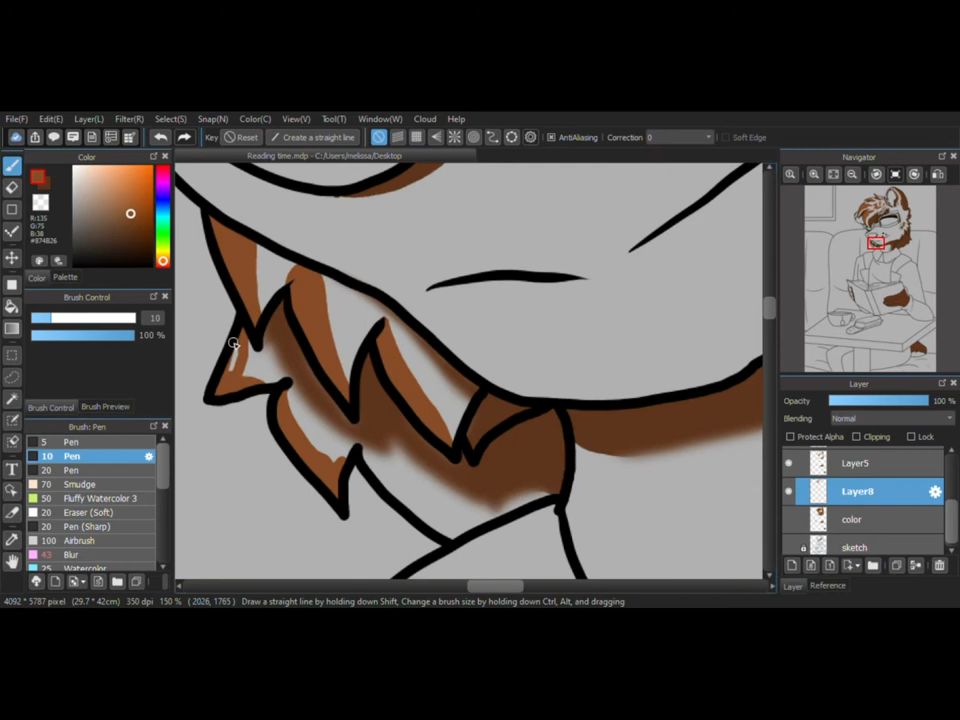 File(F) Edit(E) Layer(L) Filter(R) Select(S) Snap(N) Color(C) View(V) Tool(T) Window(W) Cloud Help
Key Reset Create a straight line AntiAliasing Correction 0 Soft Edge
Color
Reading time.mdp - C:/Users/melissa/Desktop
Navigator
R:135
G:75
B:38
#874B26
Color Palette
Brush Control
10
100 %
Brush Control Brush Preview
Brush: Pen
5 Pen
10 Pen
20 Pen
70 Smudge
50 Fluffy Watercolor 3
20 Eraser (Soft)
20 Pen (Sharp)
100 Airbrush
43 Blur
25 Watercolor
Layer
Opacity 100 %
Blending Normal
Protect Alpha Clipping Lock
Layer5
Layer8
color
sketch
Layer Reference
4092 * 5787 pixel (29.7 * 42cm) 350 dpi 150 % ( 2026, 1765 ) Draw a straight line by holding down Shift, Change a brush size by holding down Ctrl, Alt, and dragging